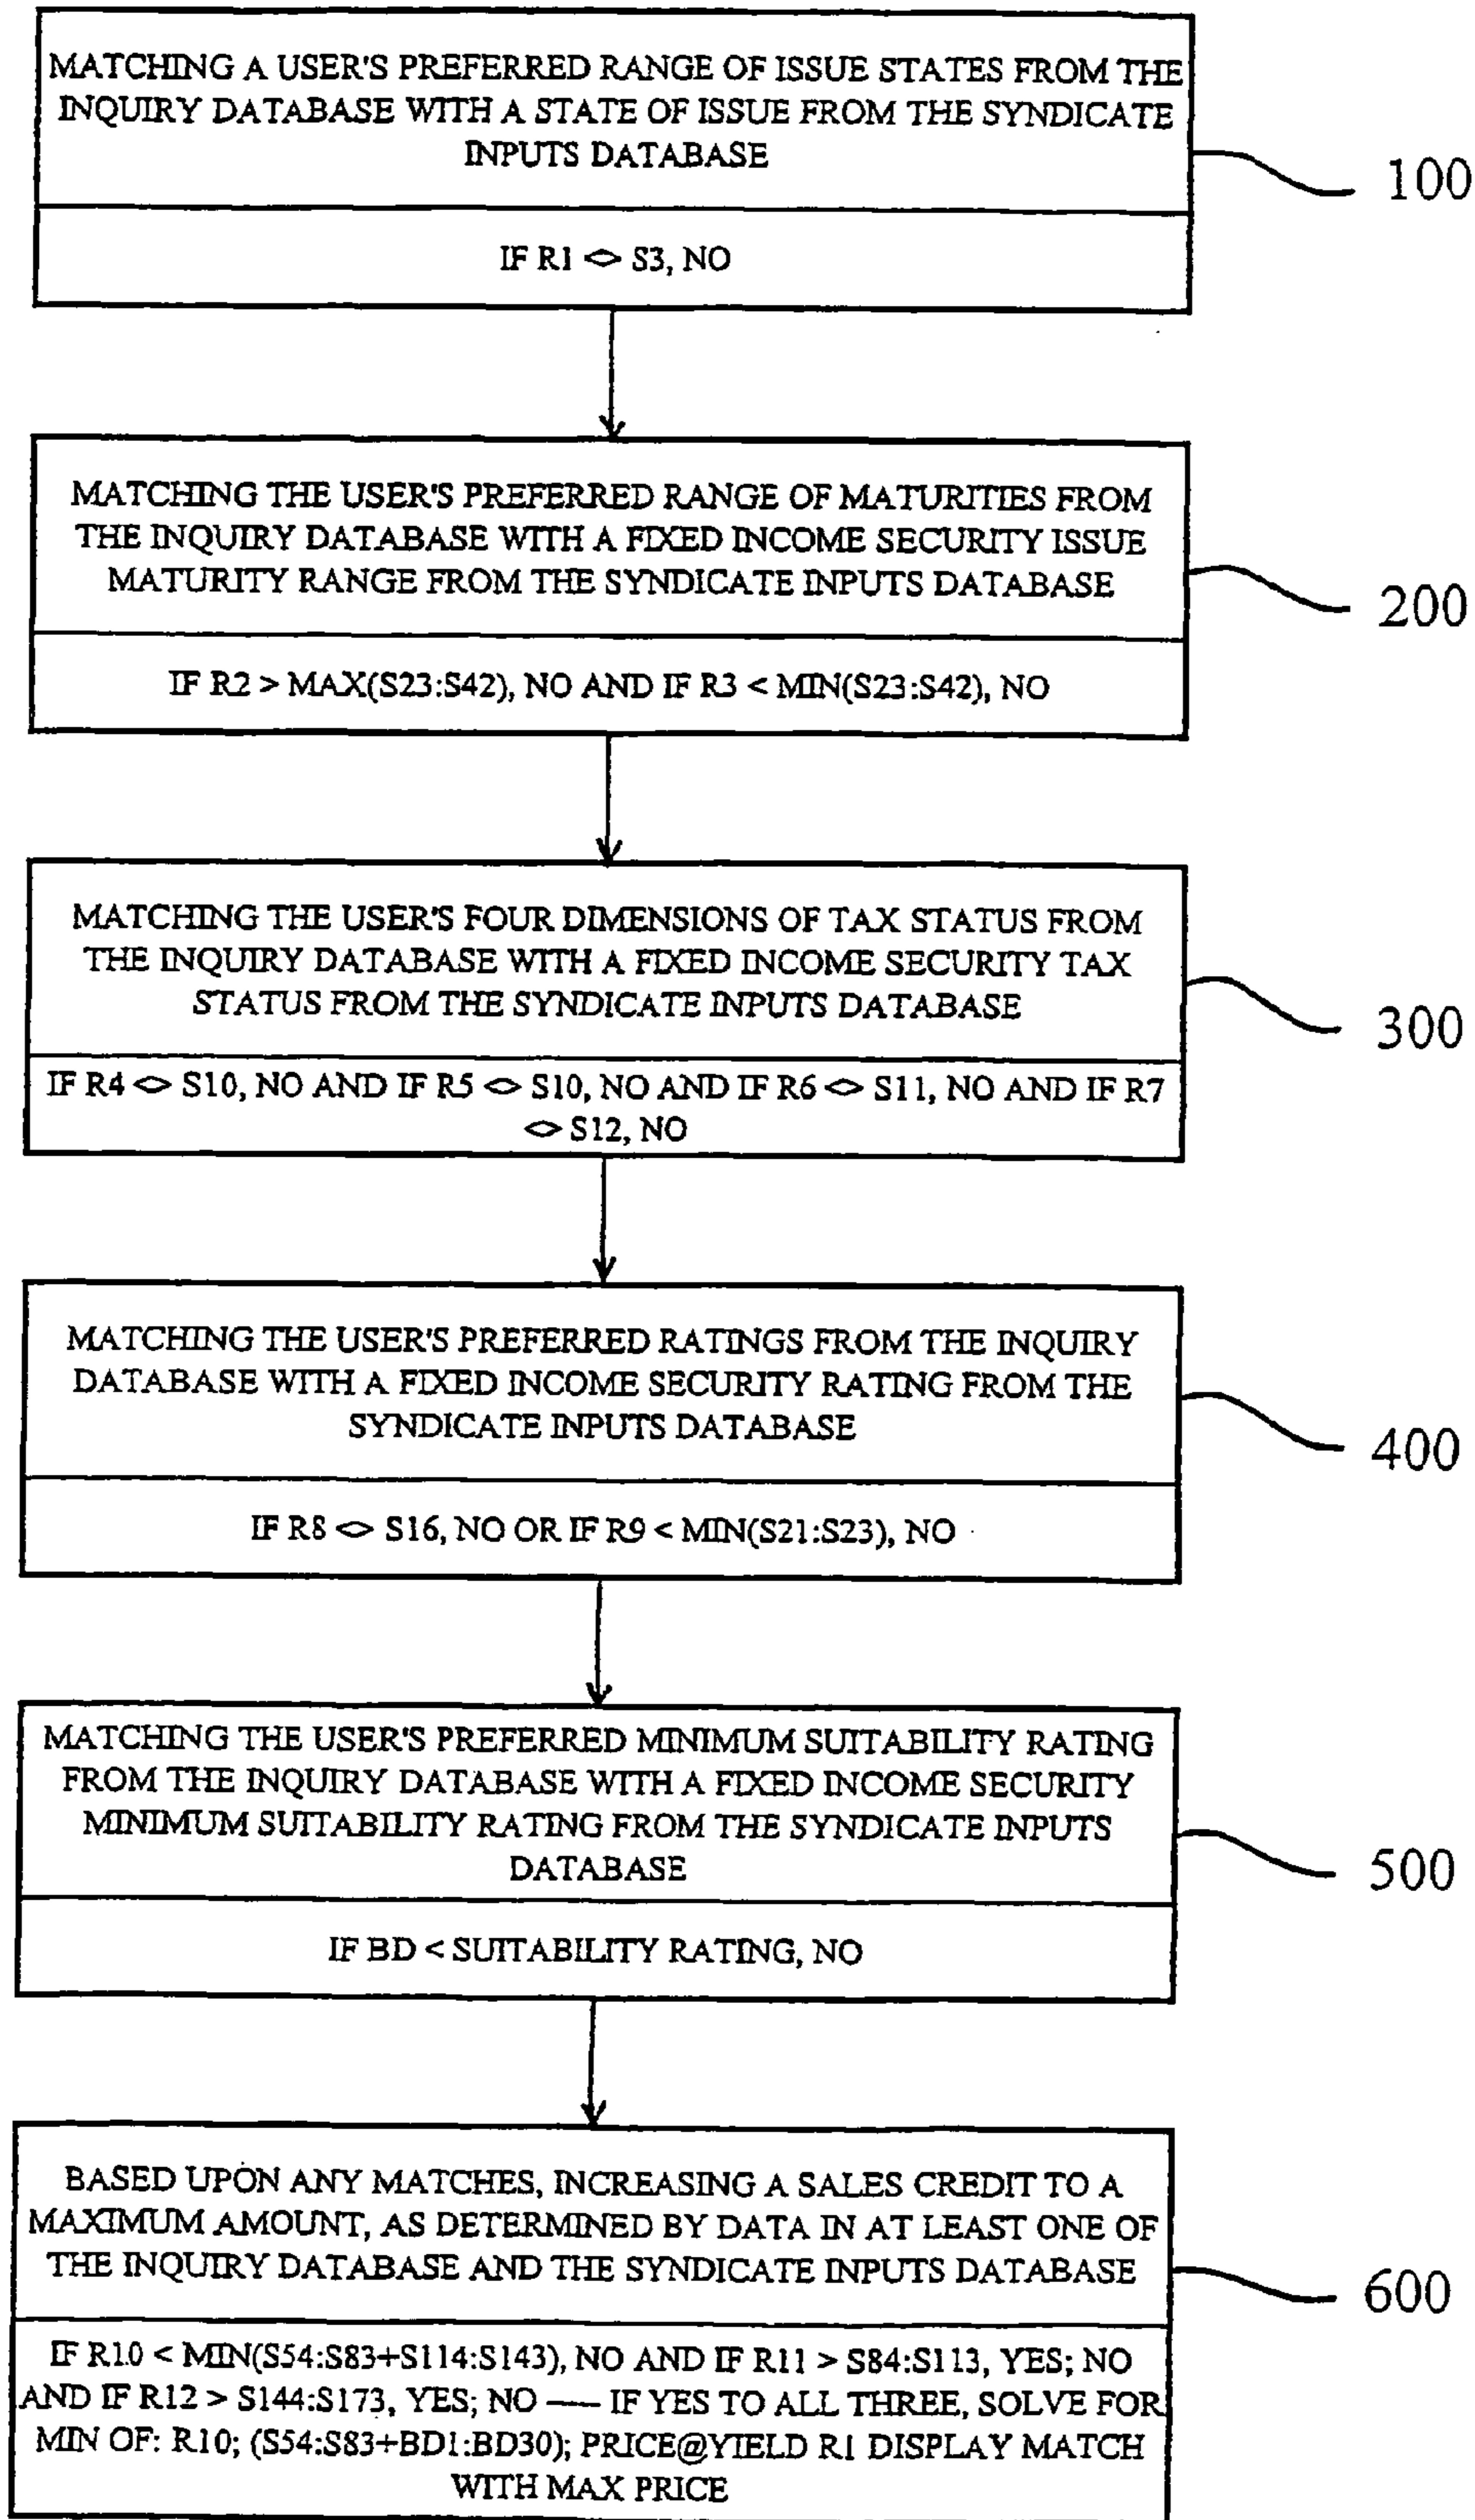 MATCHING A USER'S PREFERRED RANGE OF ISSUE STATES FROM THE
INQUIRY DATABASE WITH A STATE OF ISSUE FROM THE SYNDICATE
INPUTS DATABASE
100
IF R1 <> S3, NO
MATCHING THE USER'S PREFERRED RANGE OF MATURITIES FROM
THE INQUIRY DATABASE WITH A FIXED INCOME SECURITY ISSUE
MATURITY RANGE FROM THE SYNDICATE INPUTS DATABASE
200
IF R2 > MAX(S23:S42), NO AND IF R3 < MIN(S23:S42), NO
MATCHING THE USER'S FOUR DIMENSIONS OF TAX STATUS FROM
THE INQUIRY DATABASE WITH A FIXED INCOME SECURITY TAX
STATUS FROM THE SYNDICATE INPUTS DATABASE
300
IF R4 <> S10, NO AND IF R5 <> S10, NO AND IF R6 <> S11, NO AND IF R7
<> S12, NO
MATCHING THE USER'S PREFERRED RATINGS FROM THE INQUIRY
DATABASE WITH A FIXED INCOME SECURITY RATING FROM THE
SYNDICATE INPUTS DATABASE
400
IF R8 <> S16, NO OR IF R9 < MIN(S21:S23), NO
MATCHING THE USER'S PREFERRED MINIMUM SUITABILITY RATING
FROM THE INQUIRY DATABASE WITH A FIXED INCOME SECURITY
MINIMUM SUITABILITY RATING FROM THE SYNDICATE INPUTS
DATABASE
500
IF BD < SUITABILITY RATING, NO
BASED UPON ANY MATCHES, INCREASING A SALES CREDIT TO A
MAXIMUM AMOUNT, AS DETERMINED BY DATA IN AT LEAST ONE OF
THE INQUIRY DATABASE AND THE SYNDICATE INPUTS DATABASE
600
IF R10 < MIN(S54:S83+S114:S143), NO AND IF R11 > S84:S113, YES; NO
AND IF R12 > S144:S173, YES; NO — IF YES TO ALL THREE, SOLVE FOR
MIN OF: R10; (S54:S83+BD1:BD30); PRICE@YIELD R1 DISPLAY MATCH
WITH MAX PRICE